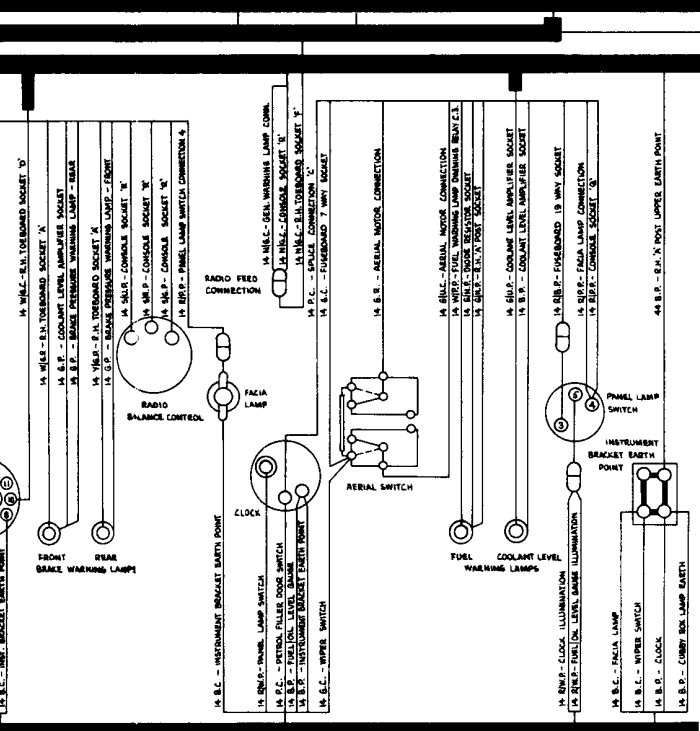 14 W/G.C.- R.H. TOEBOARD SOCKET 'D'
14 W/G.P. - R.H. TOEBOARD SOCKET 'A'
14 G.P. - COOLANT LEVEL AMPLIFIER SOCKET
14 G.P. - BRAKE PRESSURE WARNING LAMP - REAR
14 Y/G.P. - R.H. TOEBOARD SOCKET 'A'
14 G.P. - BRAKE PRESSURE WARNING LAMP - FRONT
CONSOLE SOCKET 'R'
CONSOLE SOCKET 'R'
CONSOLE SOCKET 'R'
14 R/P.P - PANEL LAMP SWITCH CONNECTION 4
14 N/G.C. - GEN. WARNING LAMP CONN.
14 N/G.C. - CONSOLE SOCKET 'R'
14 N/G.C - R.H. TOEBOARD SOCKET 'F'
RADIO FEED
CONNECTION
14 P.C. - SPLICE CONNECTION 'C'
14 G.C. - FUSEBOARD 7 WAY SOCKET
14 G.R. - AERIAL MOTOR CONNECTION
14 G/U.C. - AERIAL MOTOR CONNECTION
14 W/P.P. - FUEL WARNING LAMP DIMMING RELAY C.3.
14 G/N.P. - DIODE RESISTOR SOCKET
14 G/N.P. - R.H. 'A' POST SOCKET
14 G/U.P. - COOLANT LEVEL AMPLIFIER SOCKET
14 B.P. - COOLANT LEVEL AMPLIFIER SOCKET
14 R/B.P. - FUSEBOARD 19 WAY SOCKET
14 R/P.P. - FACIA LAMP CONNECTION
14 R/P.P. - CONSOLE SOCKET 'Q'
44 B.P. - R.H. 'A' POST UPPER EARTH POINT
RADIO
BALANCE CONTROL
FACIA
LAMP
CLOCK
AERIAL SWITCH
PANEL LAMP
SWITCH
5
4
3
INSTRUMENT
BRACKET EARTH
POINT
11
FRONT
REAR
BRAKE WARNING LAMPS
FUEL
COOLANT LEVEL
WARNING LAMPS
14 B.C. - INST. BRACKET EARTH POINT
14 B.C. - INSTRUMENT BRACKET EARTH POINT
14 R/W.P. - PANEL LAMP SWITCH
14 P.C. - PETROL FILLER DOOR SWITCH
14 B.P. - FUEL/OIL LEVEL GAUGE
14 B.P. - INSTRUMENT BRACKET EARTH POINT
14 G.C. - WIPER SWITCH
14 R/W.P. - CLOCK ILLUMINATION
14 R/W.P. - FUEL/OIL LEVEL GAUGE ILLUMINATION
14 B.C. - FACIA LAMP
14 B.C. - WIPER SWITCH
14 B.P. - CLOCK
14 B.P. - CUBBY BOX LAMP EARTH